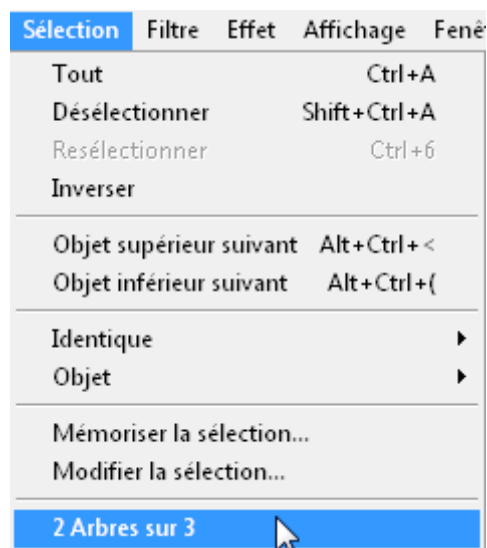 Sélection Filtre Effet Affichage Fenê
Tout Ctrl+A
Désélectionner Shift+Ctrl+A
Resélectionner Ctrl+6
Inverser
Objet supérieur suivant Alt+Ctrl+<
Objet inférieur suivant Alt+Ctrl+(
Identique
Objet
Mémoriser la sélection...
Modifier la sélection...
2 Arbres sur 3